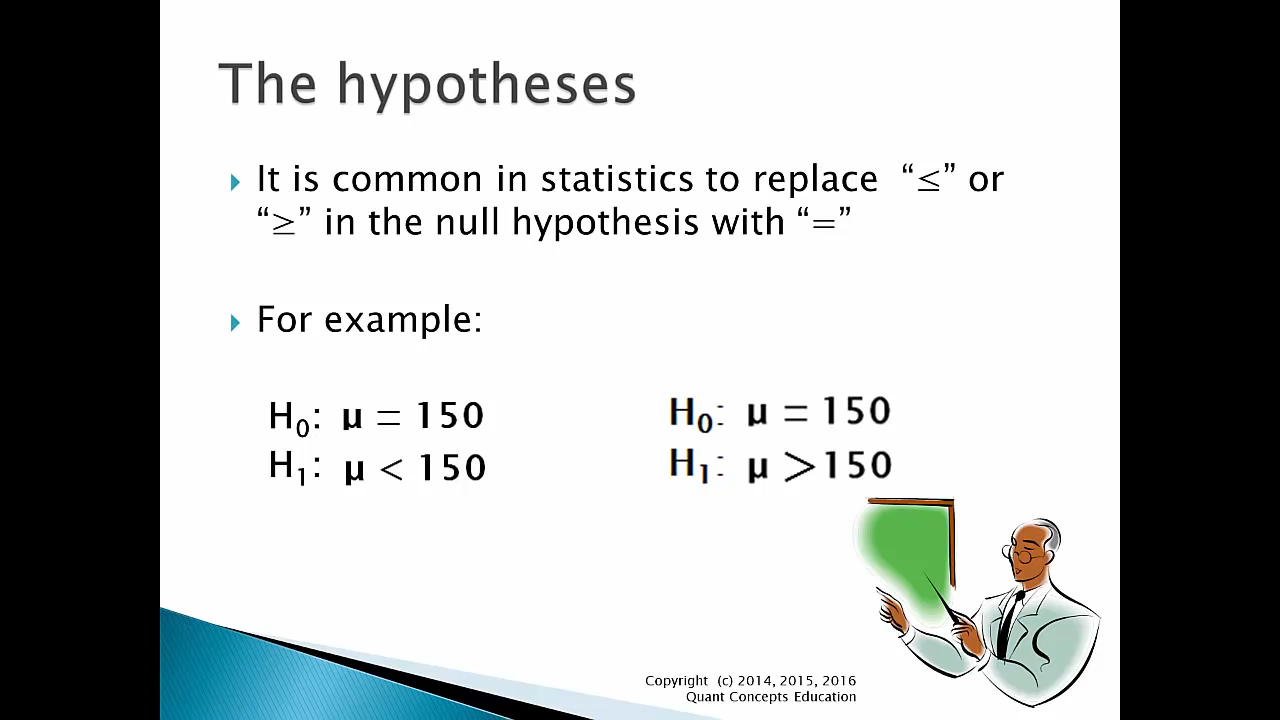 The hypotheses
It is common in statistics to replace “≤” or
“≥” in the null hypothesis with “=”
For example:
H₀: μ = 150
H₁: μ < 150
H₀: μ = 150
H₁: μ >150
Copyright (c) 2014, 2015, 2016
Quant Concepts Education